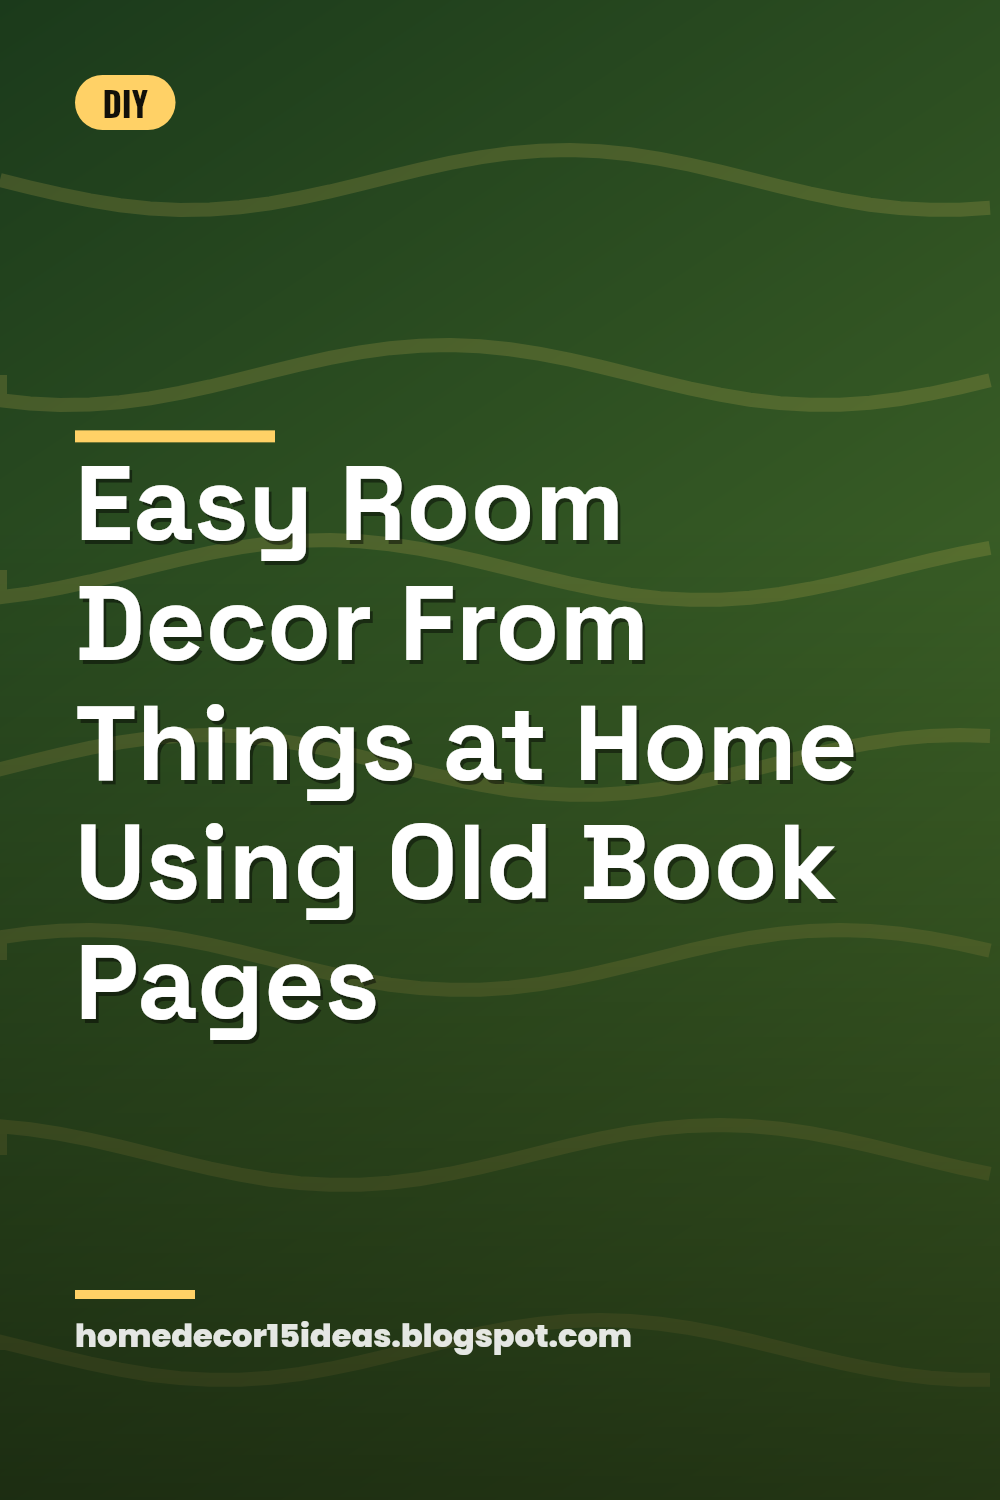 DIY
Easy Room
Decor From
Things at Home
Using Old Book
Pages
homedecor15ideas.blogspot.com